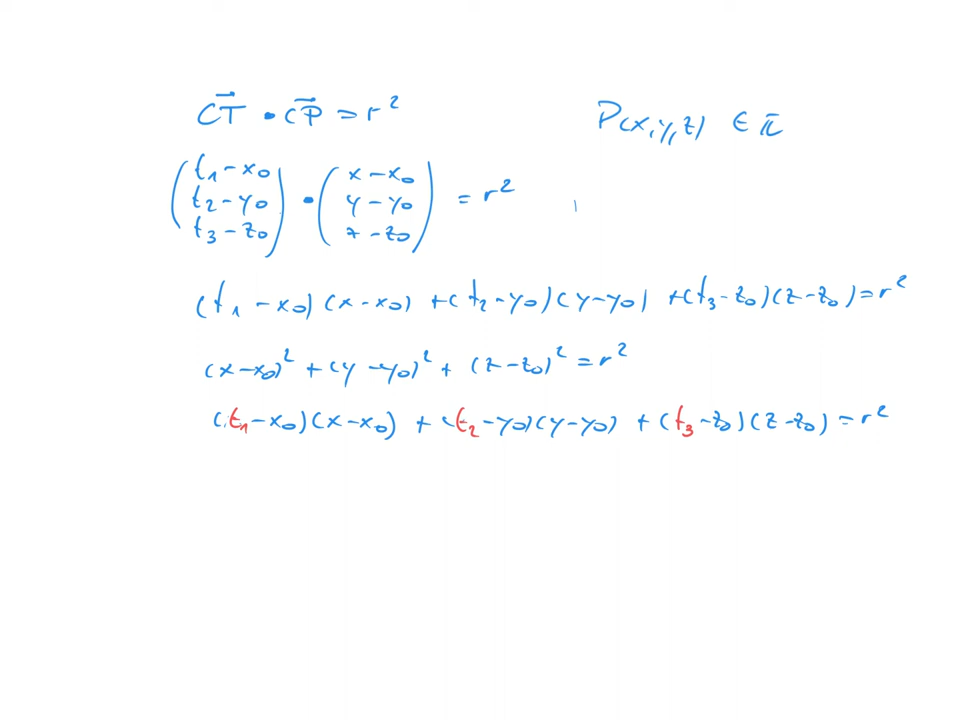 CT⃗ • CP⃗ = r² P(x,y,z) ∈ π
(t₁ - x₀) (x - x₀)
(t₂ - y₀) • (y - y₀) = r²
(t₃ - z₀) (z - z₀)
(t₁ - x₀)(x - x₀) + (t₂ - y₀)(y - y₀) + (t₃ - z₀)(z - z₀) = r²
(x - x₀)² + (y - y₀)² + (z - z₀)² = r²
(t₁ - x₀)(x - x₀) + (t₂ - y₀)(y - y₀) + (t₃ - z₀)(z - z₀) = r²